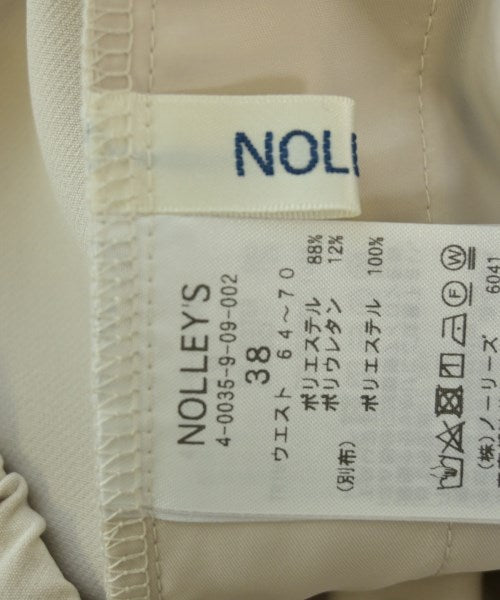 NOLL
NOLLEY'S
4-0035-9-09-002
38
ウエスト 64~70
ポリエステル 88%
ポリウレタン 12%
(別布)
ポリエステル 100%
(株)ノーリーズ 6041